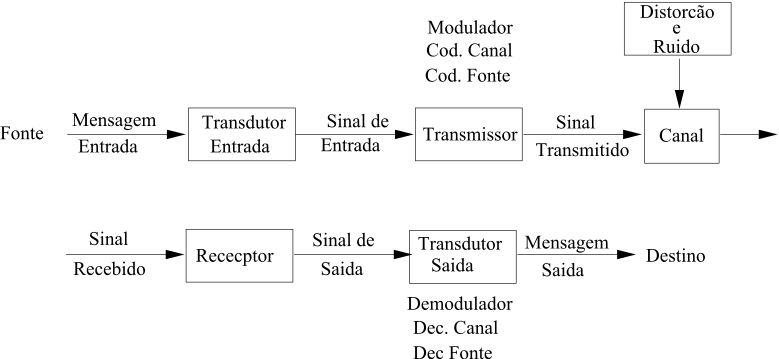 Distorcão
e
Ruido
Modulador
Cod. Canal
Cod. Fonte
Fonte
Mensagem
Entrada
Transdutor
Entrada
Sinal de
Entrada
Transmissor
Sinal
Transmitido
Canal
Sinal
Recebido
Rececptor
Sinal de
Saida
Transdutor
Saida
Mensagem
Saida
Destino
Demodulador
Dec. Canal
Dec Fonte